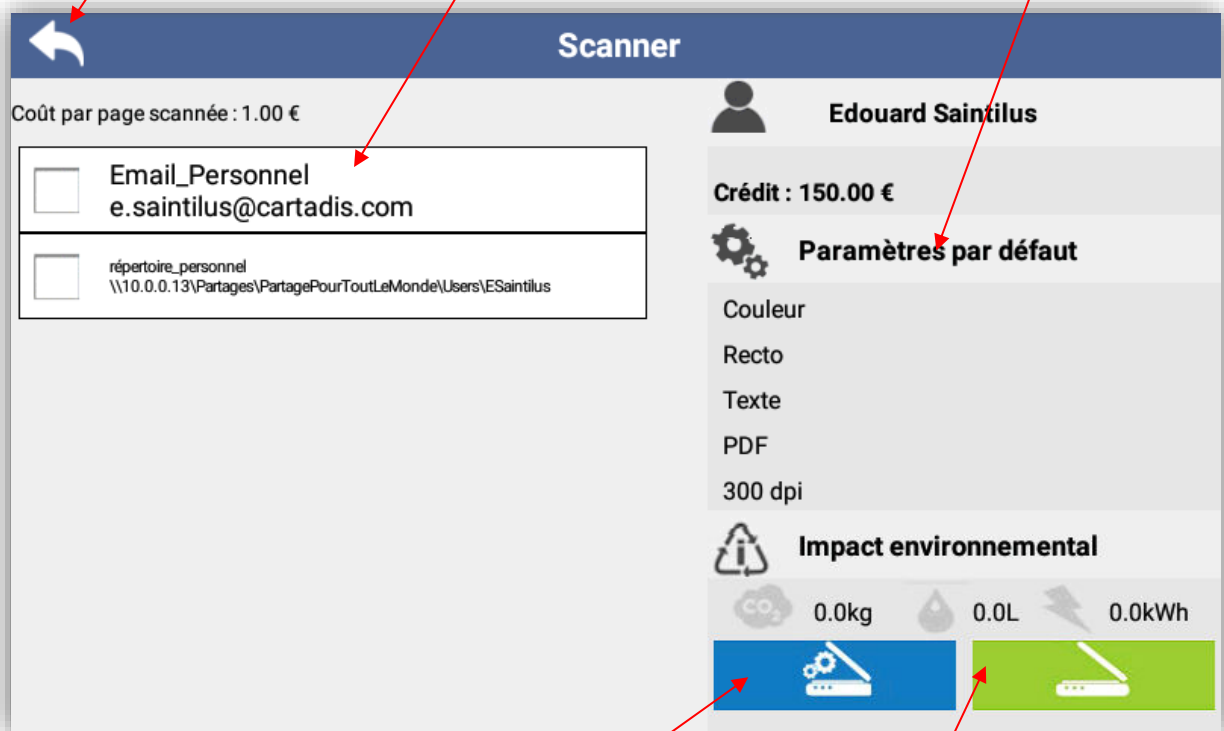 Scanner
Coût par page scannée : 1.00 €
Email_Personnel
e.saintilus@cartadis.com
répertoire_personnel
\\10.0.0.13\Partages\PartagePourToutLeMonde\Users\ESaintilus
Edouard Saintilus
Crédit : 150.00 €
Paramètres par défaut
Couleur
Recto
Texte
PDF
300 dpi
Impact environnemental
CO2 0.0kg 0.0L 0.0kWh